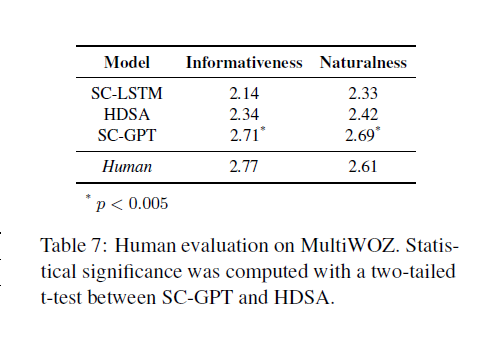 Model Informativeness Naturalness
SC-LSTM 2.14 2.33
HDSA 2.34 2.42
SC-GPT 2.71* 2.69*
Human 2.77 2.61
* p < 0.005
Table 7: Human evaluation on MultiWOZ. Statis-
tical significance was computed with a two-tailed
t-test between SC-GPT and HDSA.